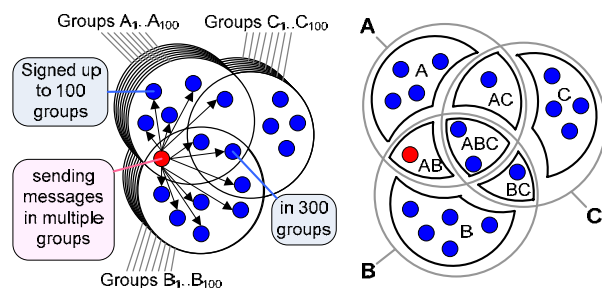 Groups A1..A100
Groups C1..C100
Signed up
to 100
groups
sending
messages
in multiple
groups
in 300
groups
Groups B1..B100
A
A
AC
C
ABC
AB
BC
B
C
B